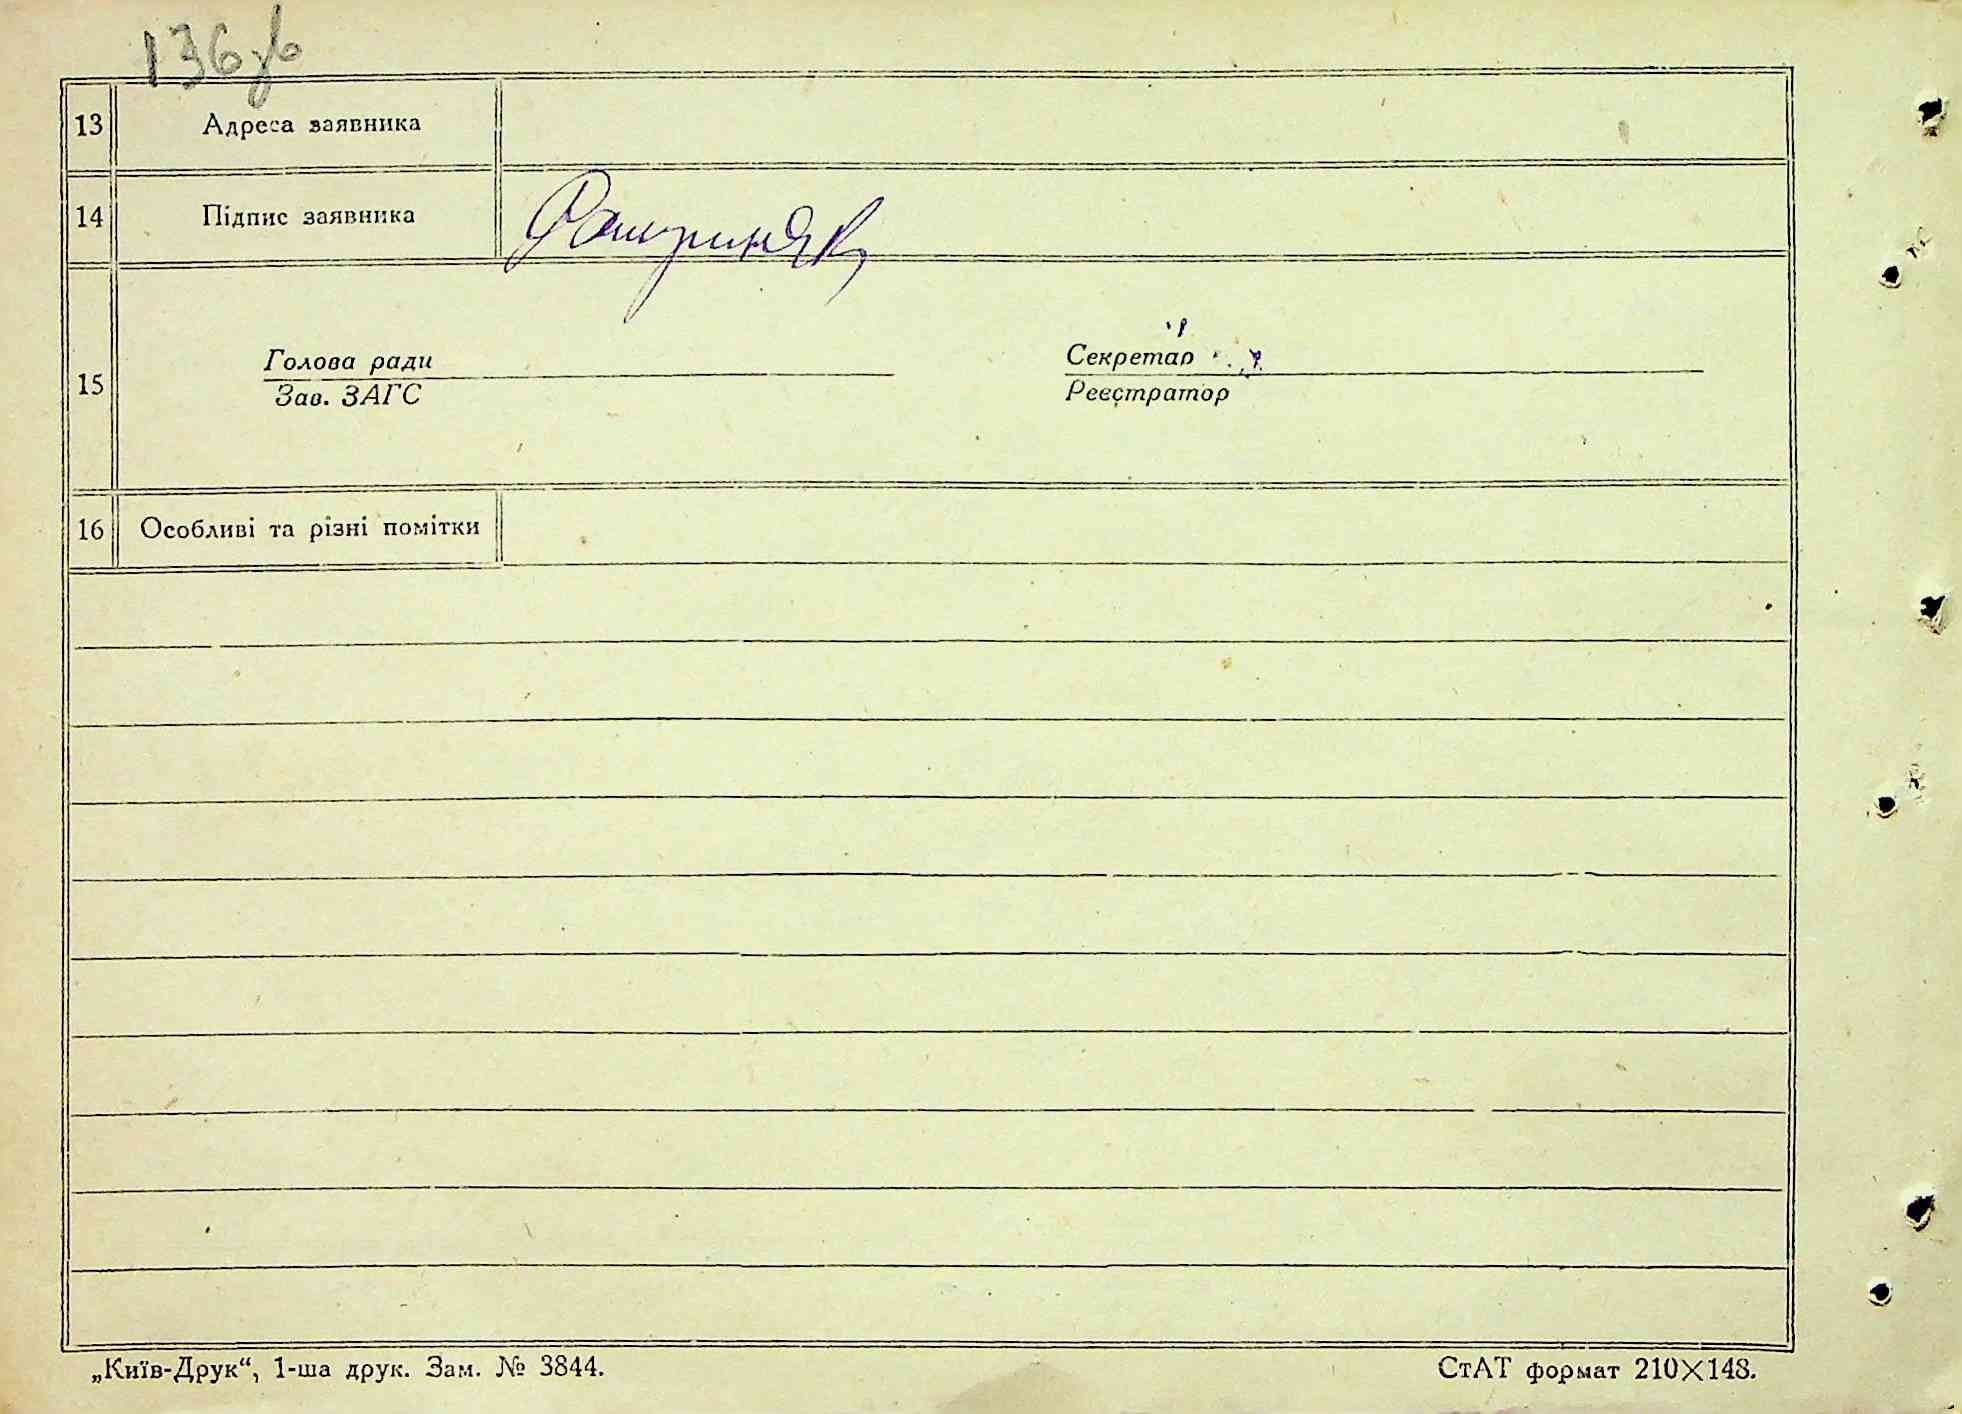 136зв
13 Адреса заявника
14 Підпис заявника
15 Голова ради Секретар
Зав. ЗАГС Реєстратор
16 Особливі та різні помітки
„Київ-Друк“, 1-ша друк. Зам. № 3844. СтАТ формат 210×148.